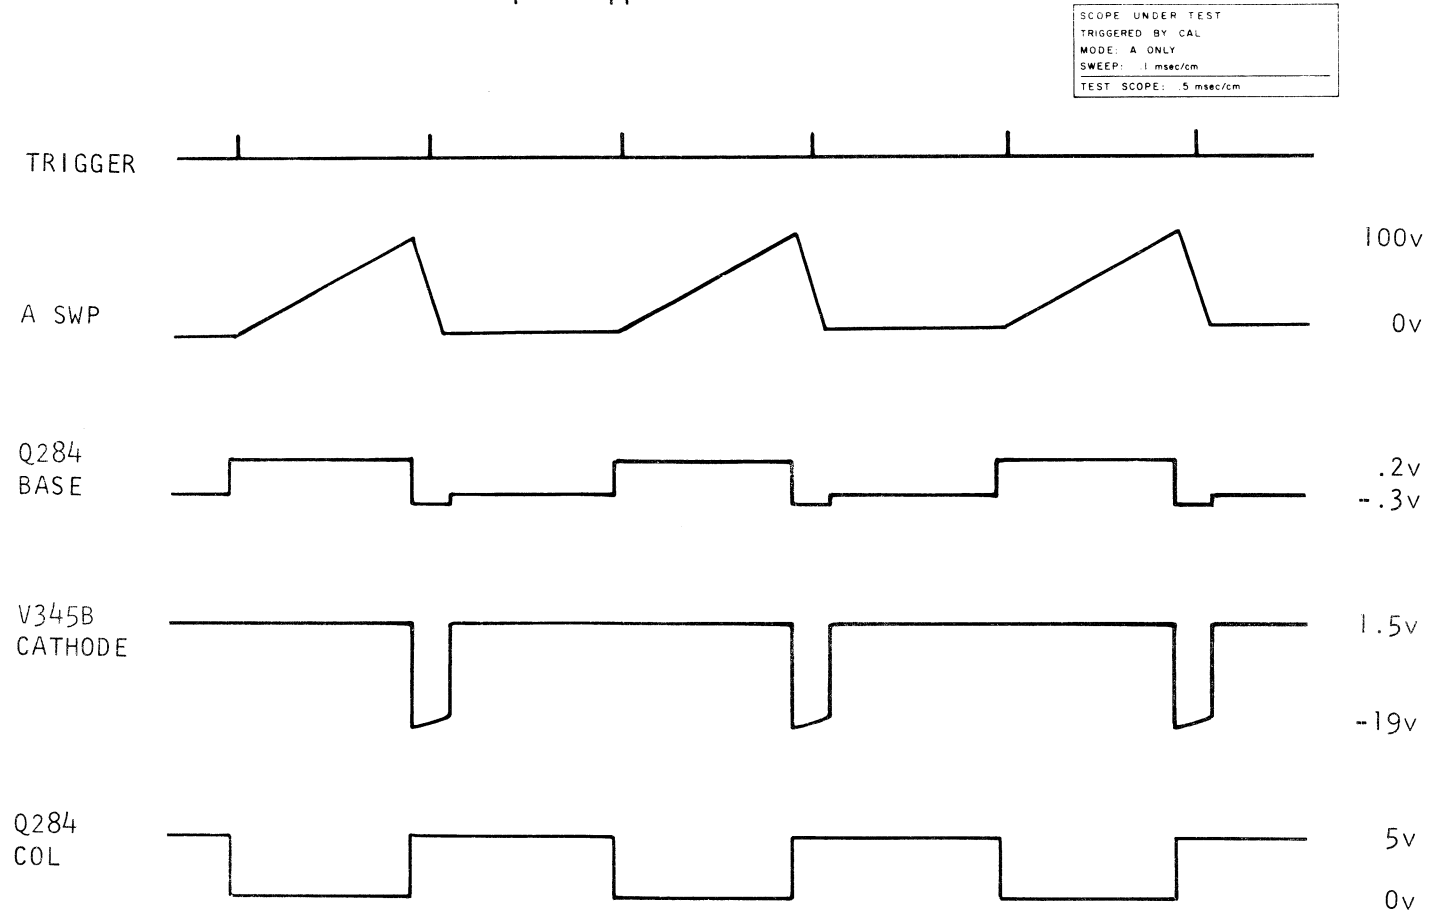 SCOPE UNDER TEST
TRIGGERED BY CAL
MODE: A ONLY
SWEEP: .1 msec/cm
TEST SCOPE: .5 msec/cm
TRIGGER
100v
A SWP
0v
Q284
BASE
.2v
-.3v
V345B
CATHODE
1.5v
-19v
Q284
COL
5v
0v